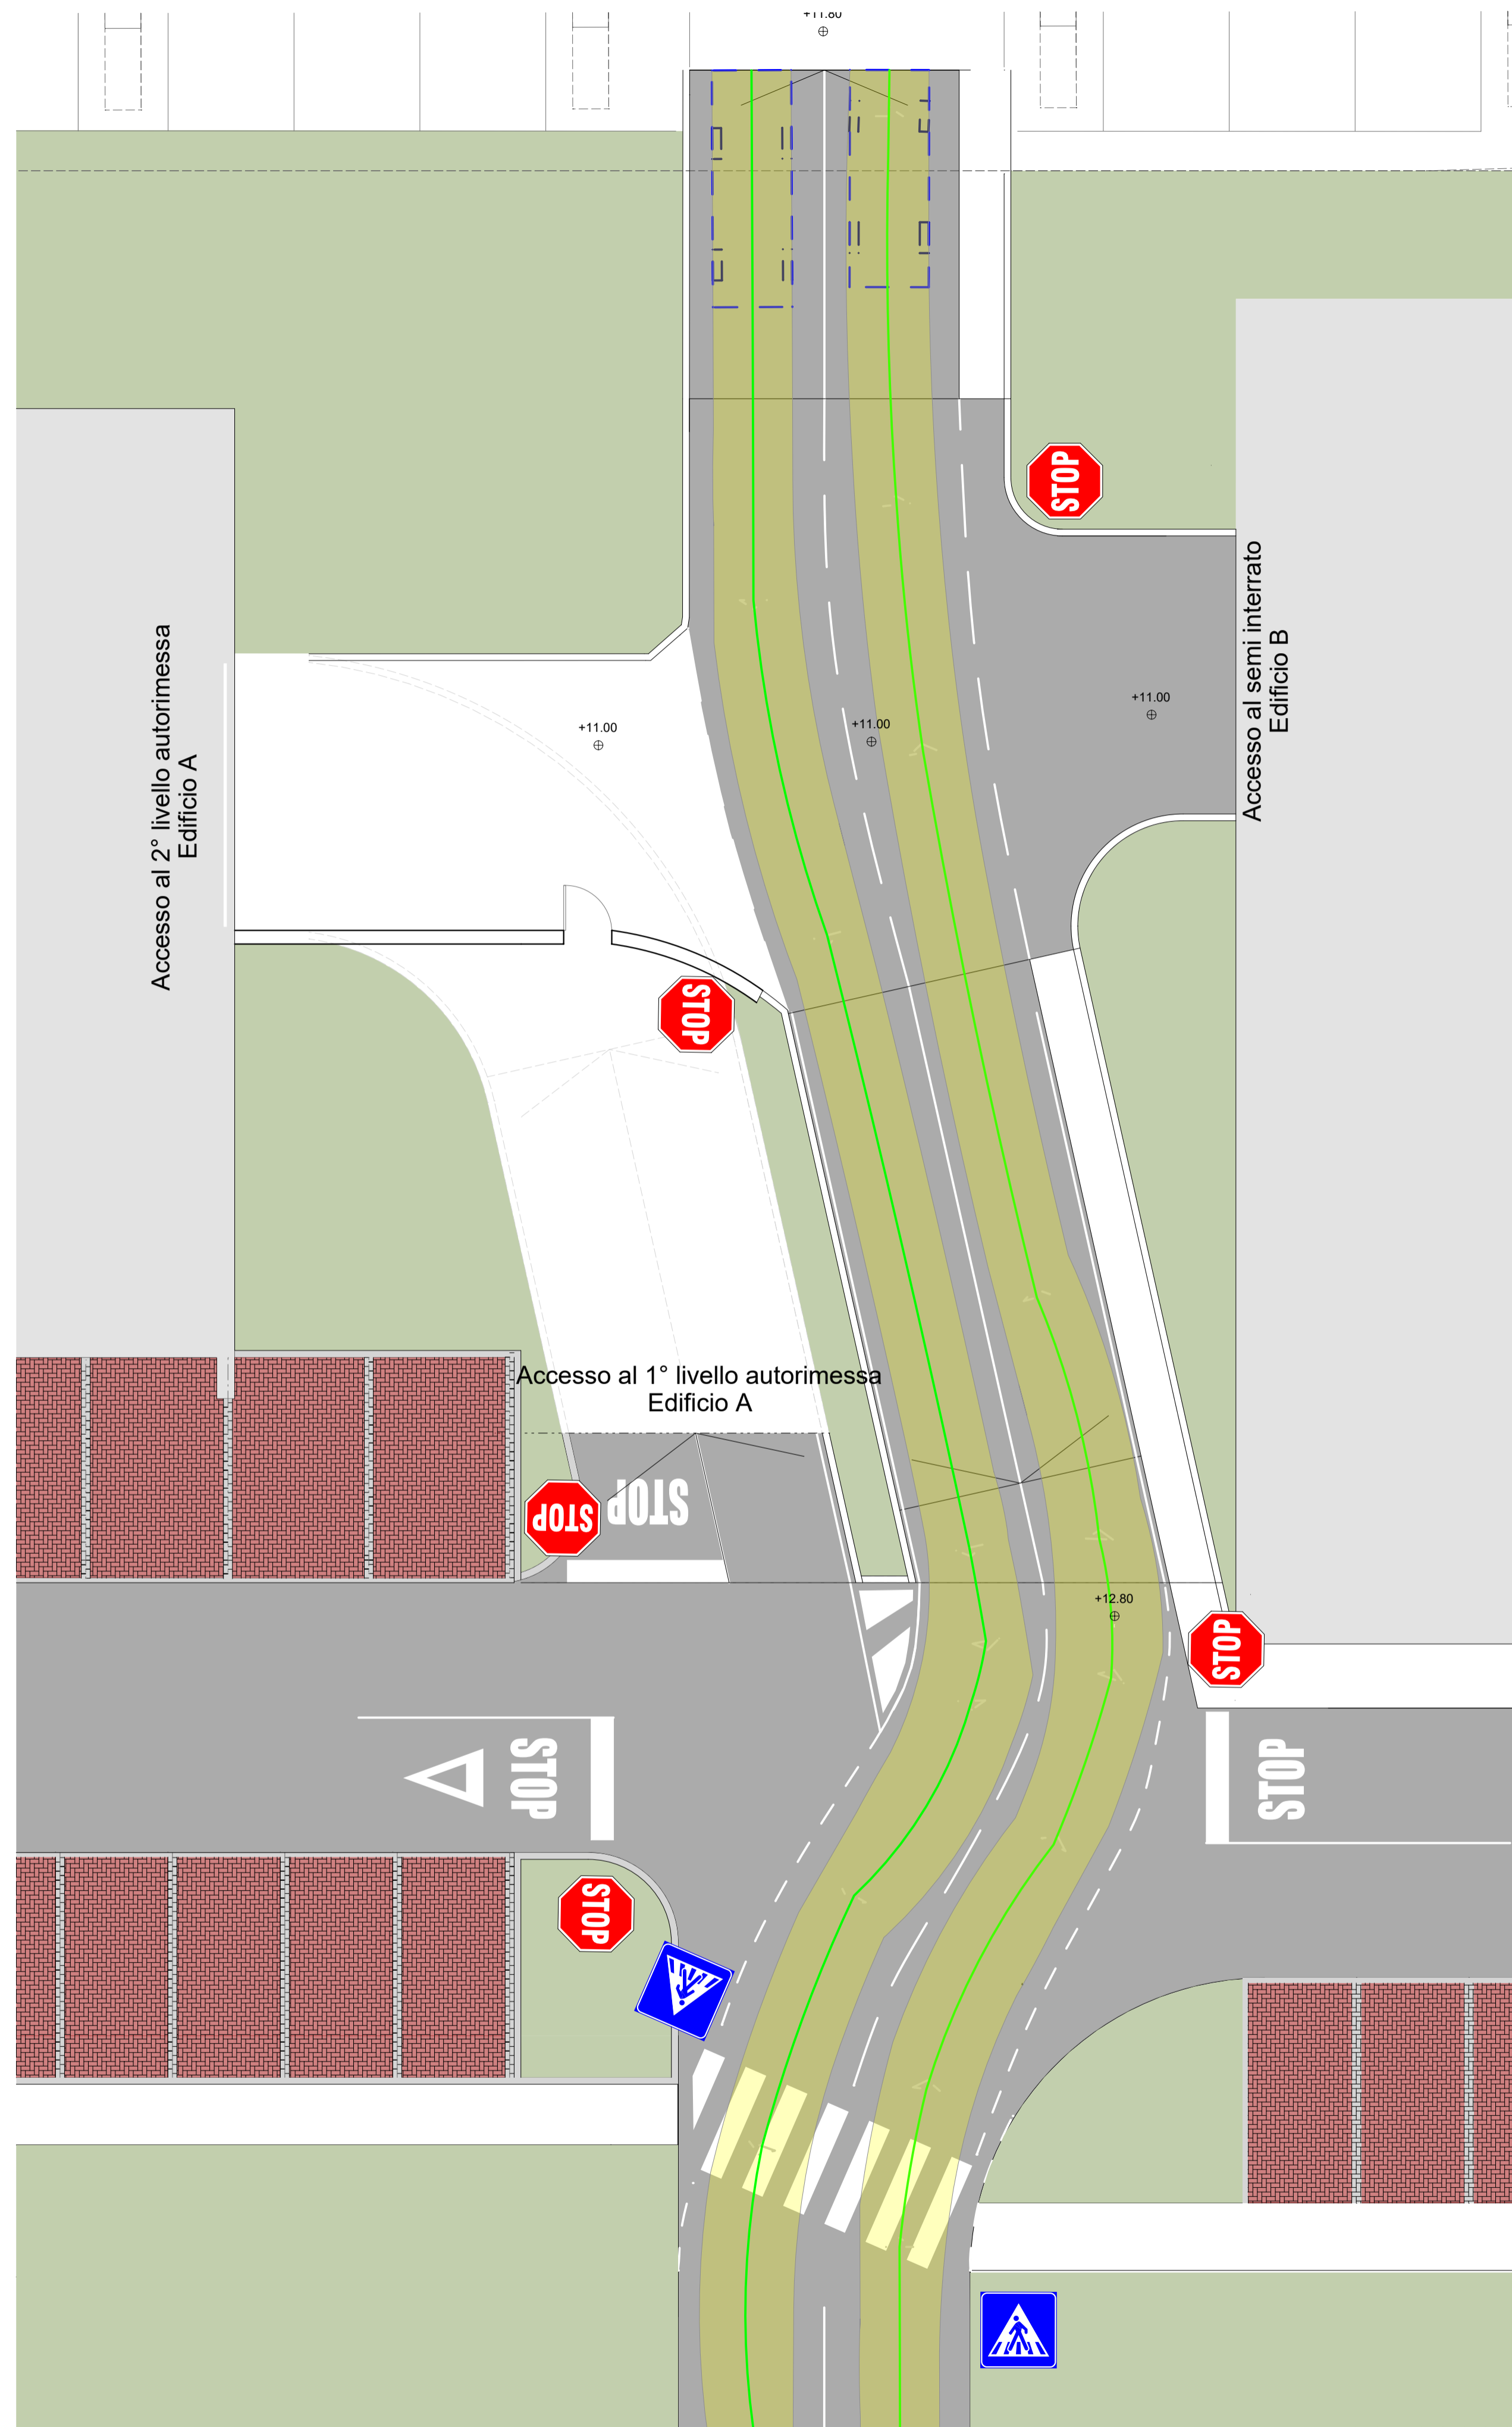 +11.80
STOP
Accesso al 2° livello autorimessa
Edificio A
Accesso al semi interrato
Edificio B
+11.00
+11.00
+11.00
STOP
Accesso al 1° livello autorimessa
Edificio A
STOP
STOP
+12.80
STOP
STOP
STOP
STOP